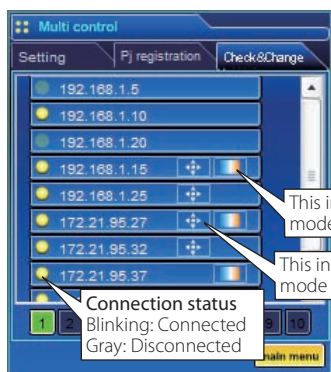 Multi control
Setting
Pj registration
Check&Change
192.168.1.5
192.168.1.10
192.168.1.20
192.168.1.15
192.168.1.25
172.21.95.27
172.21.95.32
172.21.95.37
This
mode
This
mode
Connection status
Blinking: Connected
Gray: Disconnected
1
2
9
10
menu